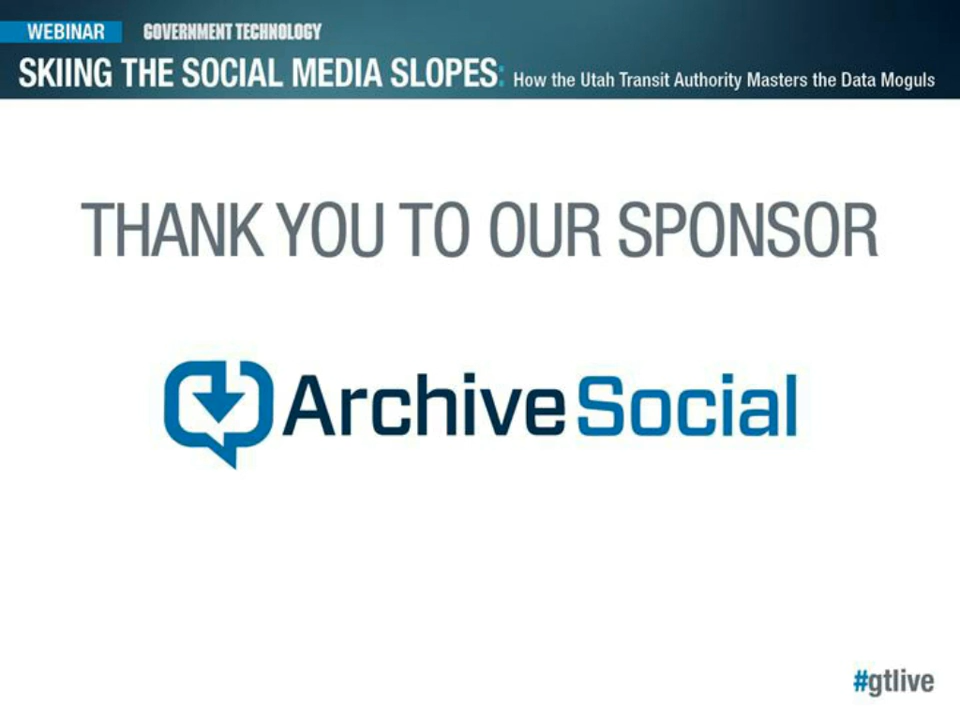 WEBINAR GOVERNMENT TECHNOLOGY
SKIING THE SOCIAL MEDIA SLOPES: How the Utah Transit Authority Masters the Data Moguls
THANK YOU TO OUR SPONSOR
ArchiveSocial
#gtlive